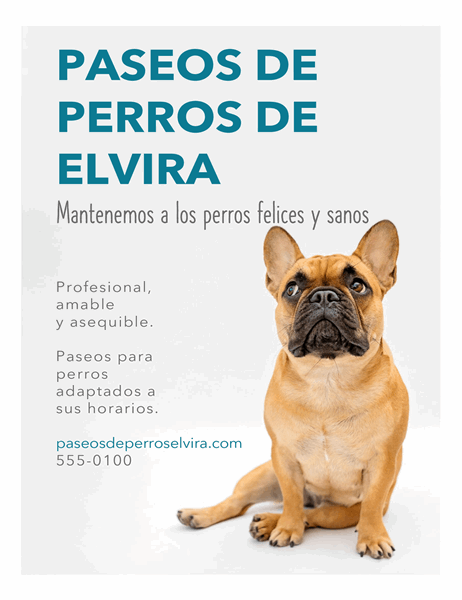 PASEOS DE
PERROS DE
ELVIRA
Mantenemos a los perros felices y sanos
Profesional,
amable
y asequible.
Paseos para
perros
adaptados a
sus horarios.
paseosdeperroselvira.com
555-0100